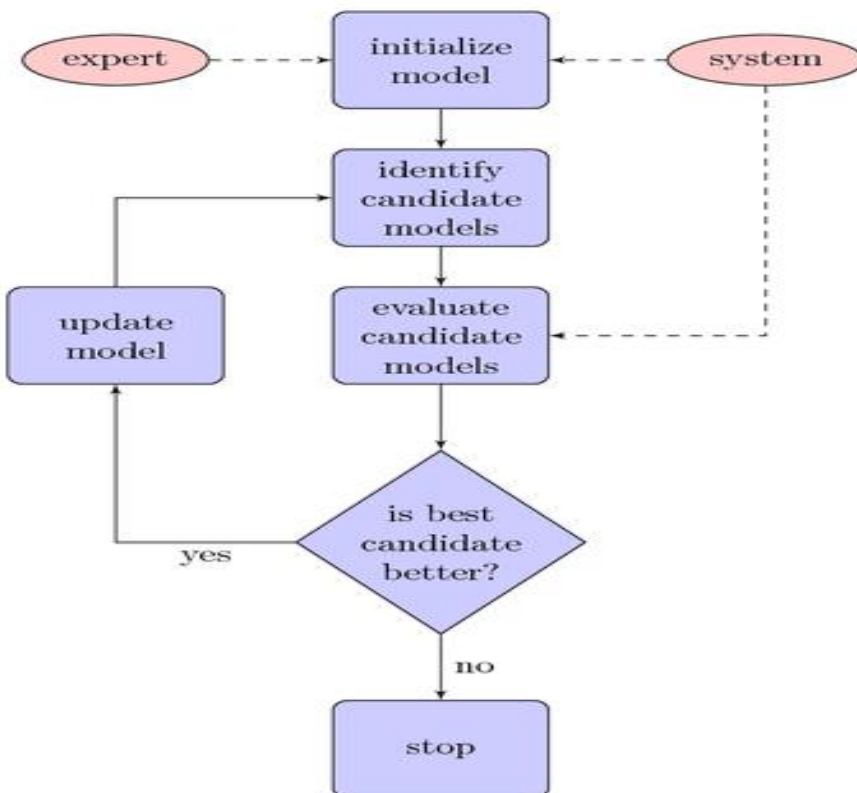 expert
initialize
model
system
identify
candidate
models
update
model
evaluate
candidate
models
is best
candidate
better?
yes
no
stop